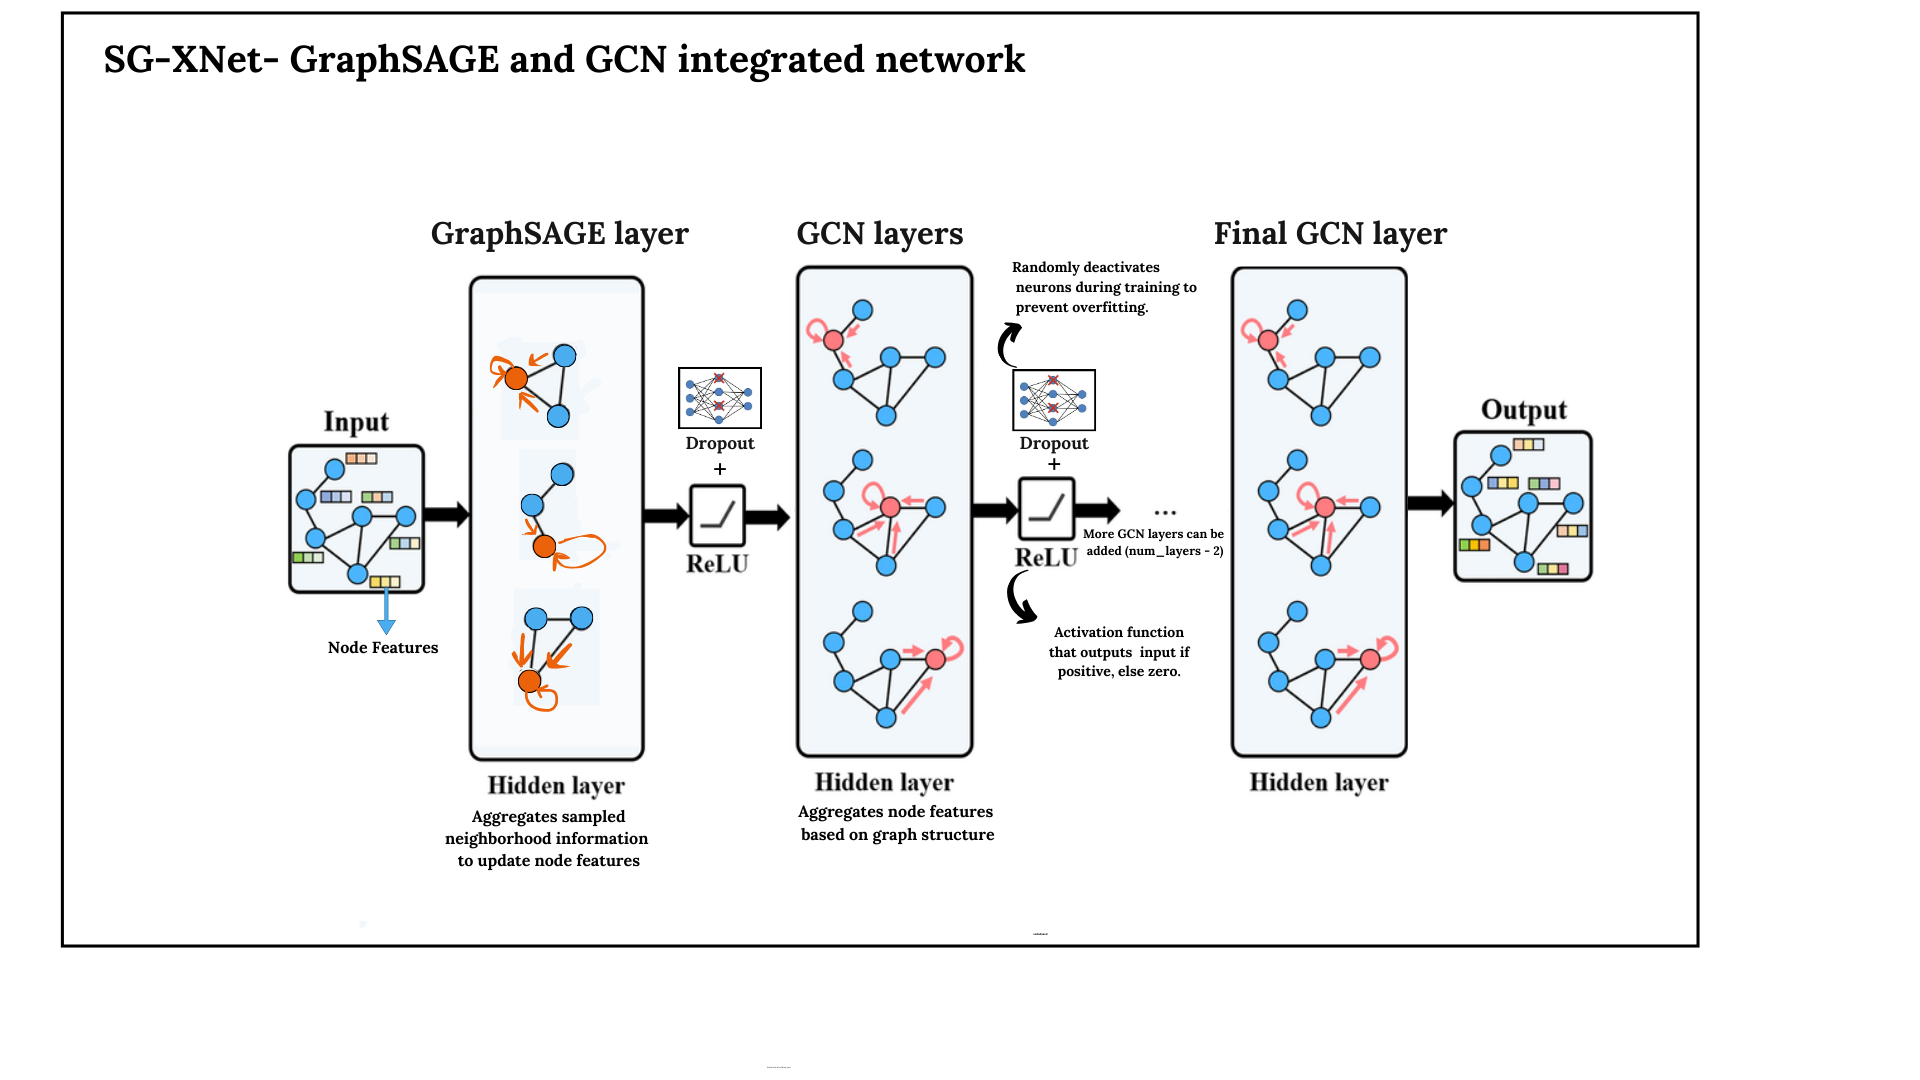 SG-XNet- GraphSAGE and GCN integrated network
GraphSAGE layer
GCN layers
Final GCN layer
Randomly deactivates
neurons during training to
prevent overfitting.
Input
Output
Dropout
+
ReLU
Dropout
+
ReLU
...
More GCN layers can be
added (num_layers - 2)
Node Features
Activation function
that outputs input if
positive, else zero.
Hidden layer
Aggregates sampled
neighborhood information
to update node features
Hidden layer
Aggregates node features
based on graph structure
Hidden layer